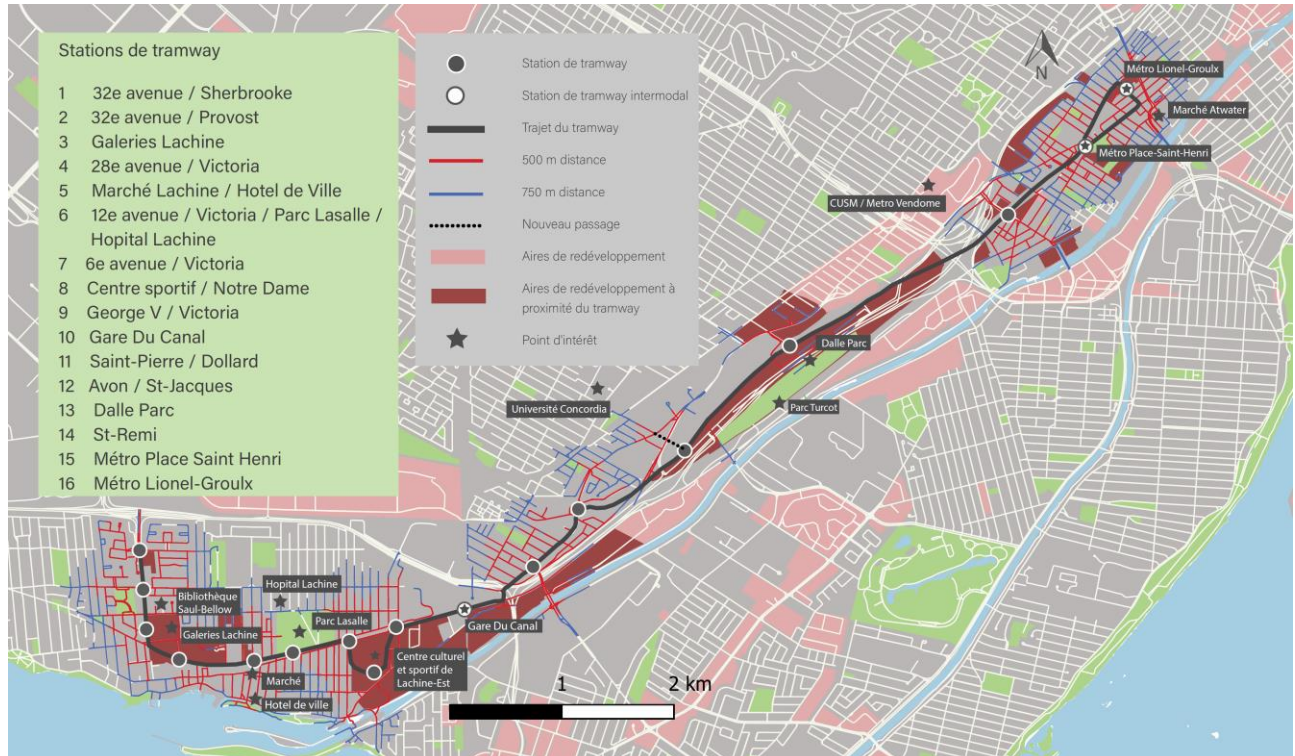 Stations de tramway
1 32e avenue / Sherbrooke
2 32e avenue / Provost
3 Galeries Lachine
4 28e avenue / Victoria
5 Marché Lachine / Hotel de Ville
6 12e avenue / Victoria / Parc Lasalle /
Hopital Lachine
7 6e avenue / Victoria
8 Centre sportif / Notre Dame
9 George V / Victoria
10 Gare Du Canal
11 Saint-Pierre / Dollard
12 Avon / St-Jacques
13 Dalle Parc
14 St-Remi
15 Métro Place Saint Henri
16 Métro Lionel-Groulx
Station de tramway
Station de tramway intermodal
Trajet du tramway
500 m distance
750 m distance
Nouveau passage
Aires de redéveloppement
Aires de redéveloppement à
proximité du tramway
Point d'intérêt
N
Métro Lionel-Groulx
Marché Atwater
Métro Place-Saint-Henri
CUSM / Metro Vendome
Dalle Parc
Parc Turcot
Université Concordia
Hopital Lachine
Bibliothèque
Saul-Bellow
Parc Lasalle
Galeries Lachine
Gare Du Canal
Centre culturel
et sportif de
Lachine-Est
Marché
Hotel de ville
1 2 km